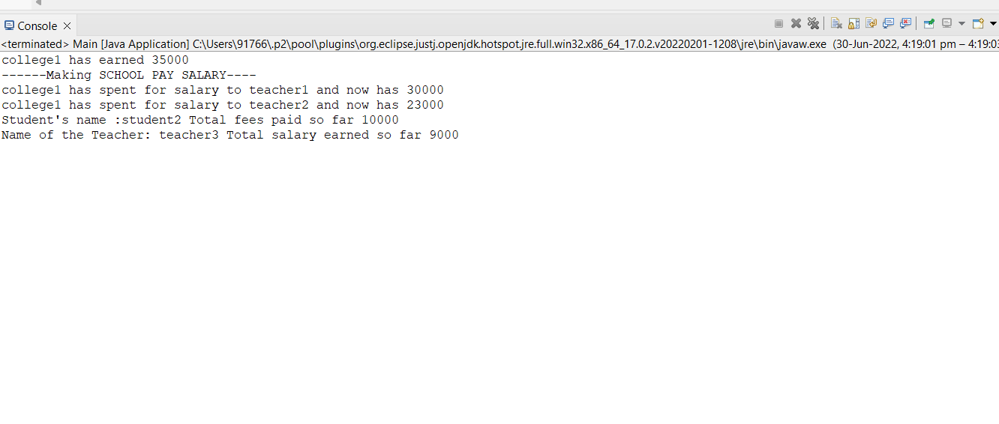 Console
<terminated> Main [Java Application] C:\Users\91766\.p2\pool\plugins\org.eclipse.justj.openjdk.hotspot.jre.full.win32.x86_64_17.0.2.v20220201-1208\jre\bin\javaw.exe (30-Jun-2022, 4:19:01 pm – 4:19:03
college1 has earned 35000
------Making SCHOOL PAY SALARY----
college1 has spent for salary to teacher1 and now has 30000
college1 has spent for salary to teacher2 and now has 23000
Student's name :student2 Total fees paid so far 10000
Name of the Teacher: teacher3 Total salary earned so far 9000